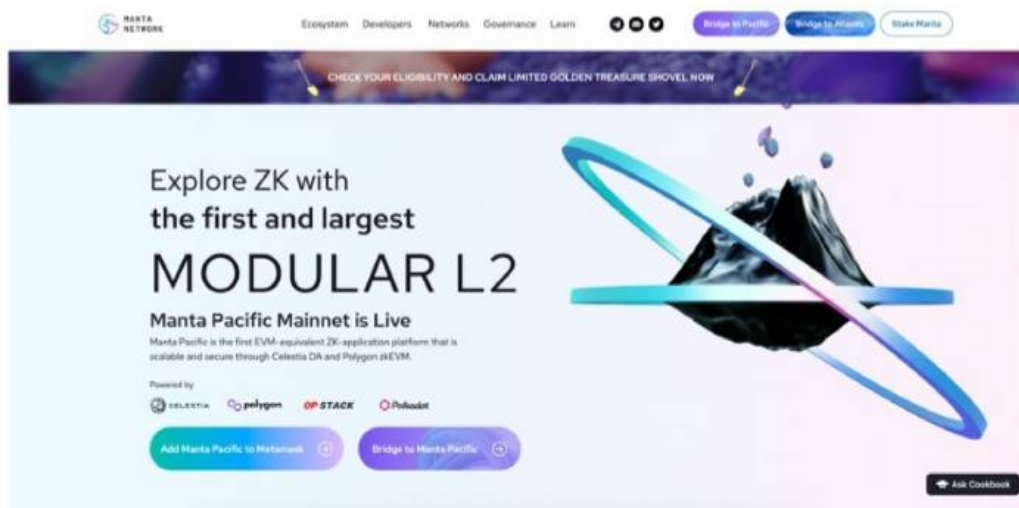 MANTA
NETWORK
Ecosystem Developers Networks Governance Learn
Bridge to Pacific Bridge to Atlantic Stake Manta
CHECK YOUR ELIGIBILITY AND CLAIM LIMITED GOLDEN TREASURE SHOVEL NOW
Explore ZK with
the first and largest
MODULAR L2
Manta Pacific Mainnet is Live
Manta Pacific is the first EVM-equivalent ZK-application platform that is
scalable and secure through Celestia DA and Polygon zkEVM.
Powered by
CELESTIA polygon OP STACK Polkadot
Add Manta Pacific to Metamask Bridge to Manta Pacific
Ask Cookbook